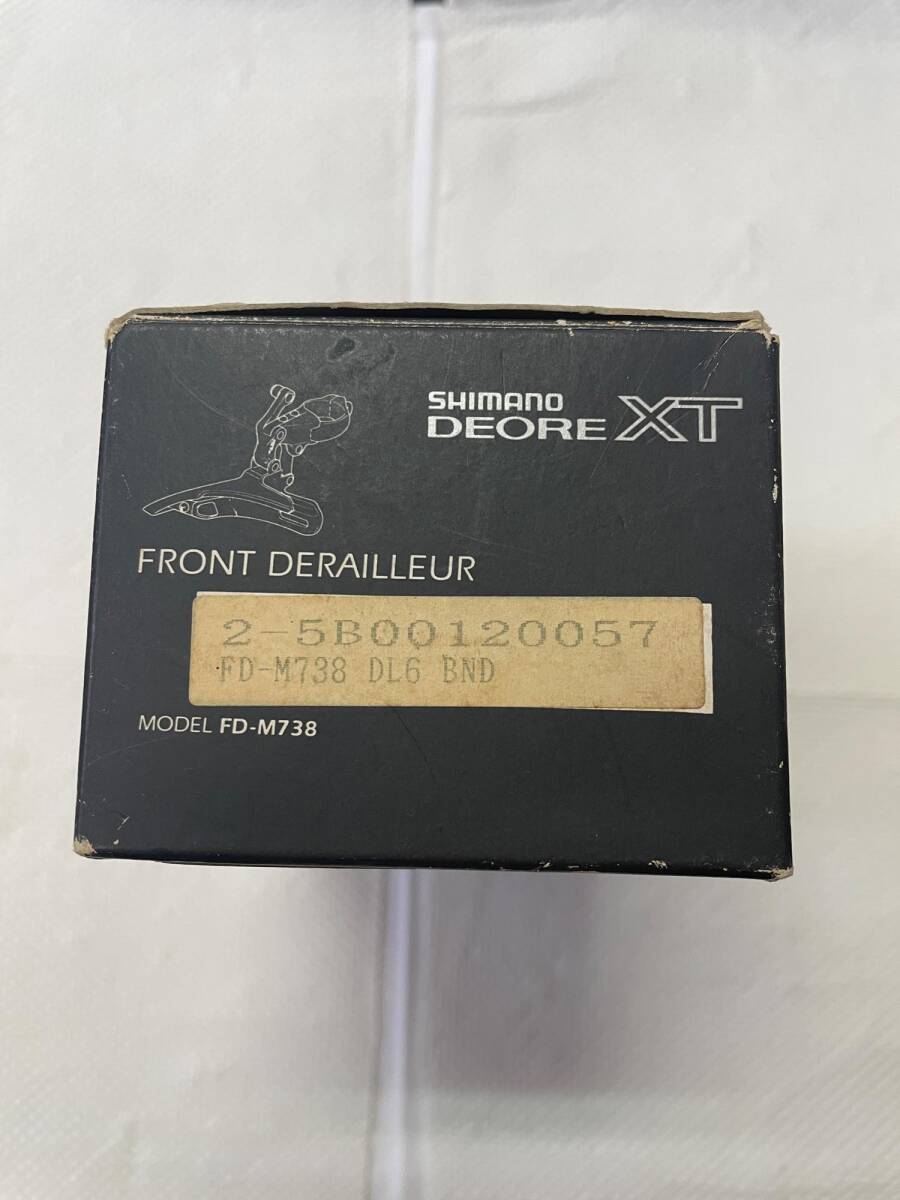 SHIMANO
DEORE XT
FRONT DERAILLEUR
2-5B00120057
FD-M738 DL6 BND
MODEL FD-M738